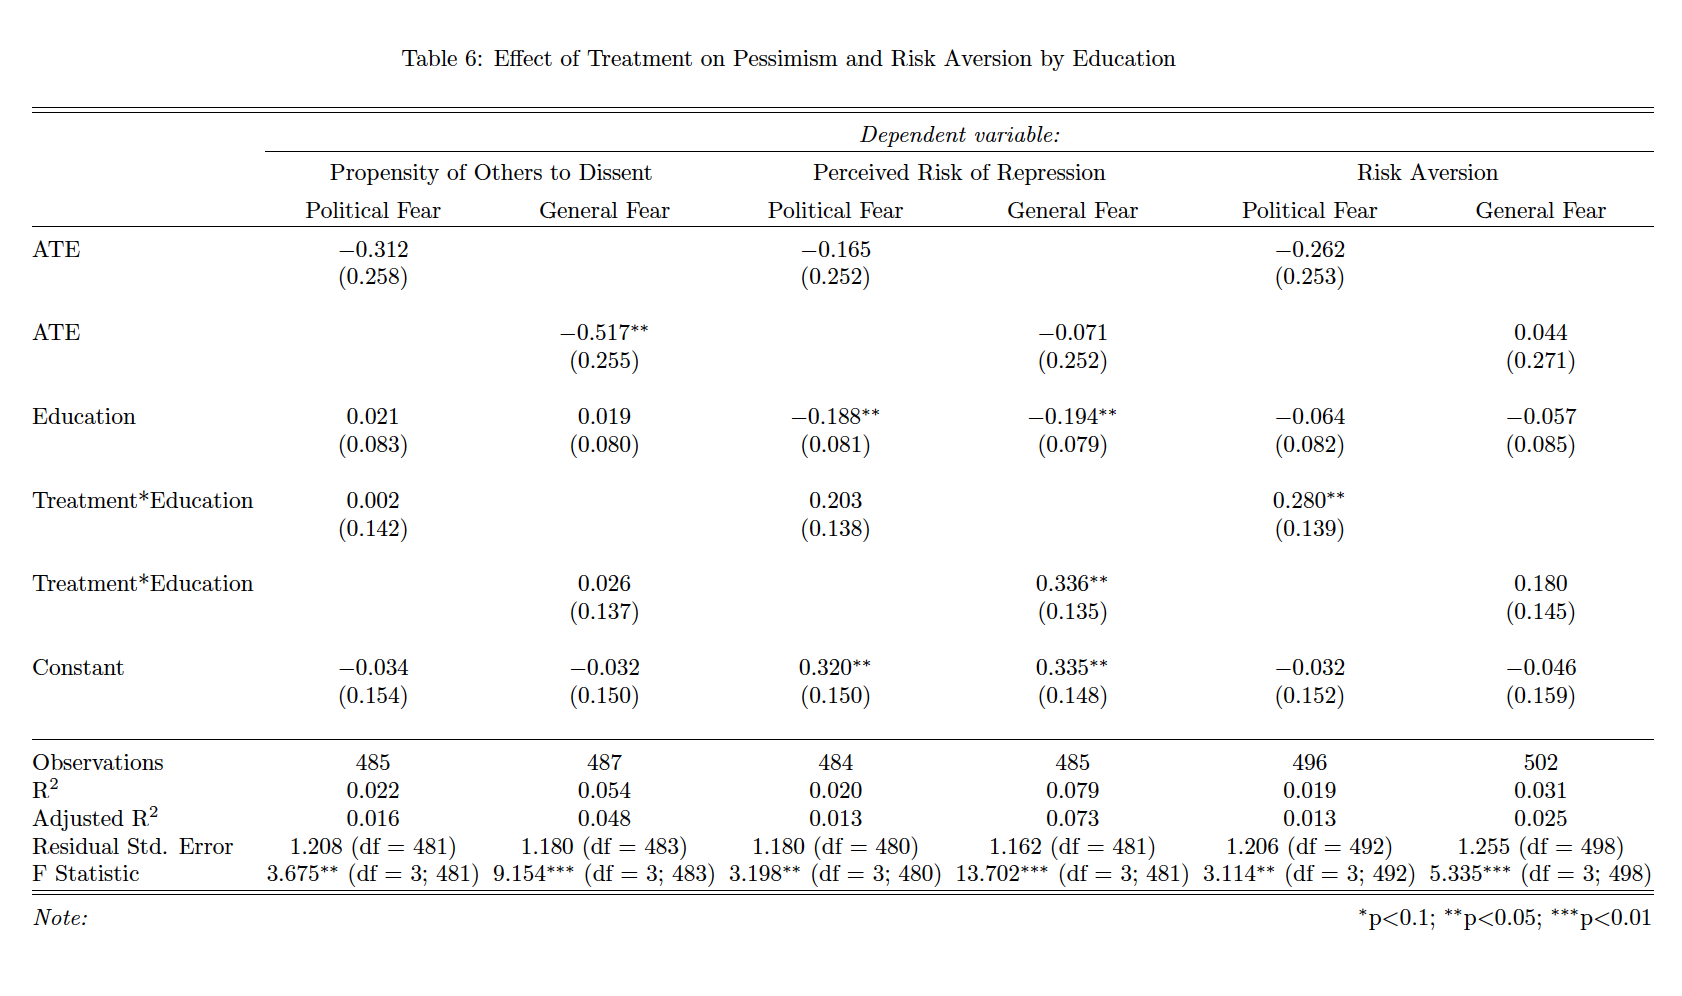 Table 6: Effect of Treatment on Pessimism and Risk Aversion by Education
Dependent variable:
Propensity of Others to Dissent Perceived Risk of Repression Risk Aversion
Political Fear General Fear Political Fear General Fear Political Fear General Fear
ATE −0.312 −0.165 −0.262
(0.258) (0.252) (0.253)
ATE −0.517** −0.071 0.044
(0.255) (0.252) (0.271)
Education 0.021 0.019 −0.188** −0.194** −0.064 −0.057
(0.083) (0.080) (0.081) (0.079) (0.082) (0.085)
Treatment*Education 0.002 0.203 0.280**
(0.142) (0.138) (0.139)
Treatment*Education 0.026 0.336** 0.180
(0.137) (0.135) (0.145)
Constant −0.034 −0.032 0.320** 0.335** −0.032 −0.046
(0.154) (0.150) (0.150) (0.148) (0.152) (0.159)
Observations 485 487 484 485 496 502
R² 0.022 0.054 0.020 0.079 0.019 0.031
Adjusted R² 0.016 0.048 0.013 0.073 0.013 0.025
Residual Std. Error 1.208 (df = 481) 1.180 (df = 483) 1.180 (df = 480) 1.162 (df = 481) 1.206 (df = 492) 1.255 (df = 498)
F Statistic 3.675** (df = 3; 481) 9.154*** (df = 3; 483) 3.198** (df = 3; 480) 13.702*** (df = 3; 481) 3.114** (df = 3; 492) 5.335*** (df = 3; 498)
Note: *p<0.1; **p<0.05; ***p<0.01